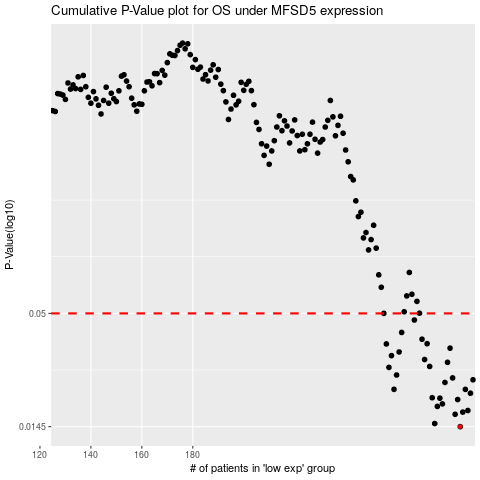 Cumulative P-Value plot for OS under MFSD5 expression
P-Value(log10)
0.05
0.0145
120 140 160 180
# of patients in 'low exp' group